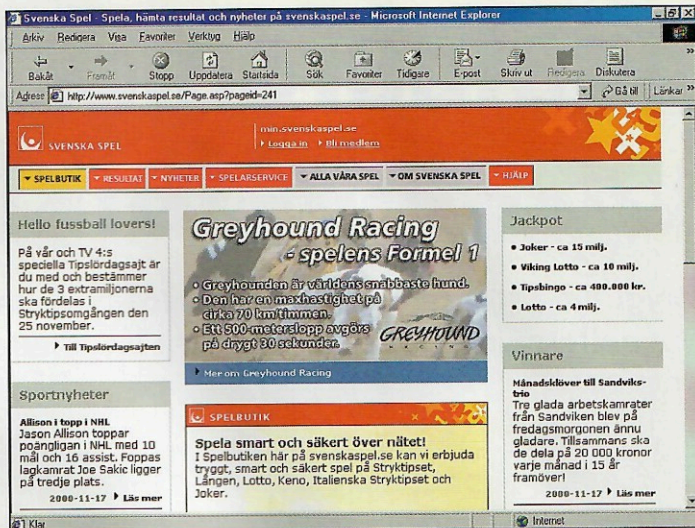 Svenska Spel - Spela, hämta resultat och nyheter på svenskaspel.se - Microsoft Internet Explorer
Arkiv Redigera Visa Favoriter Verktyg Hjälp
Bakåt Framåt Stopp Uppdatera Startsida Sök Favoriter Tidigare E-post Skriv ut Redigera Diskutera
Adress http://www.svenskaspel.se/Page.asp?pageid=241 Gå till Länkar »
SVENSKA SPEL
min.svenskaspel.se
Logga in Bli medlem
SPELBUTIK RESULTAT NYHETER SPELARSERVICE ALLA VÅRA SPEL OM SVENSKA SPEL HJÄLP
Hello fussball lovers!
På vår och TV 4:s
speciella Tipslördagsajt är
du med och bestämmer
hur de 3 extramiljonerna
ska fördelas i
Stryktipsomgången den
25 november.
Till Tipslördagsajten
Sportnyheter
Allison i topp i NHL
Jason Allison toppar
poängligan i NHL med 10
mål och 16 assist. Foppas
lagkamrat Joe Sakic ligger
på tredje plats.
2000-11-17 Läs mer
Greyhound Racing
- spelens Formel 1
• Greyhounden är världens snabbaste hund.
• Den har en maxhastighet på
cirka 70 km/timmen.
• Ett 500-meterslopp avgörs
på drygt 30 sekunder.
GREYHOUND
RACING
Mer om Greyhound Racing
SPELBUTIK
Spela smart och säkert över nätet!
I Spelbutiken här på svenskaspel.se kan vi erbjuda
tryggt, smart och säkert spel på Stryktipset,
Lången, Lotto, Keno, Italienska Stryktipset och
Joker.
Jackpot
• Joker - ca 15 milj.
• Viking Lotto - ca 10 milj.
• Tipsbingo - ca 400.000 kr.
• Lotto - ca 4 milj.
Vinnare
Månadsklöver till Sandviks-
trio
Tre glada arbetskamrater
från Sandviken blev på
fredagsmorgonen ännu
gladare. Tillsammans ska
de dela på 20 000 kronor
varje månad i 15 år
framöver!
2000-11-17 Läs mer
Klar
Internet